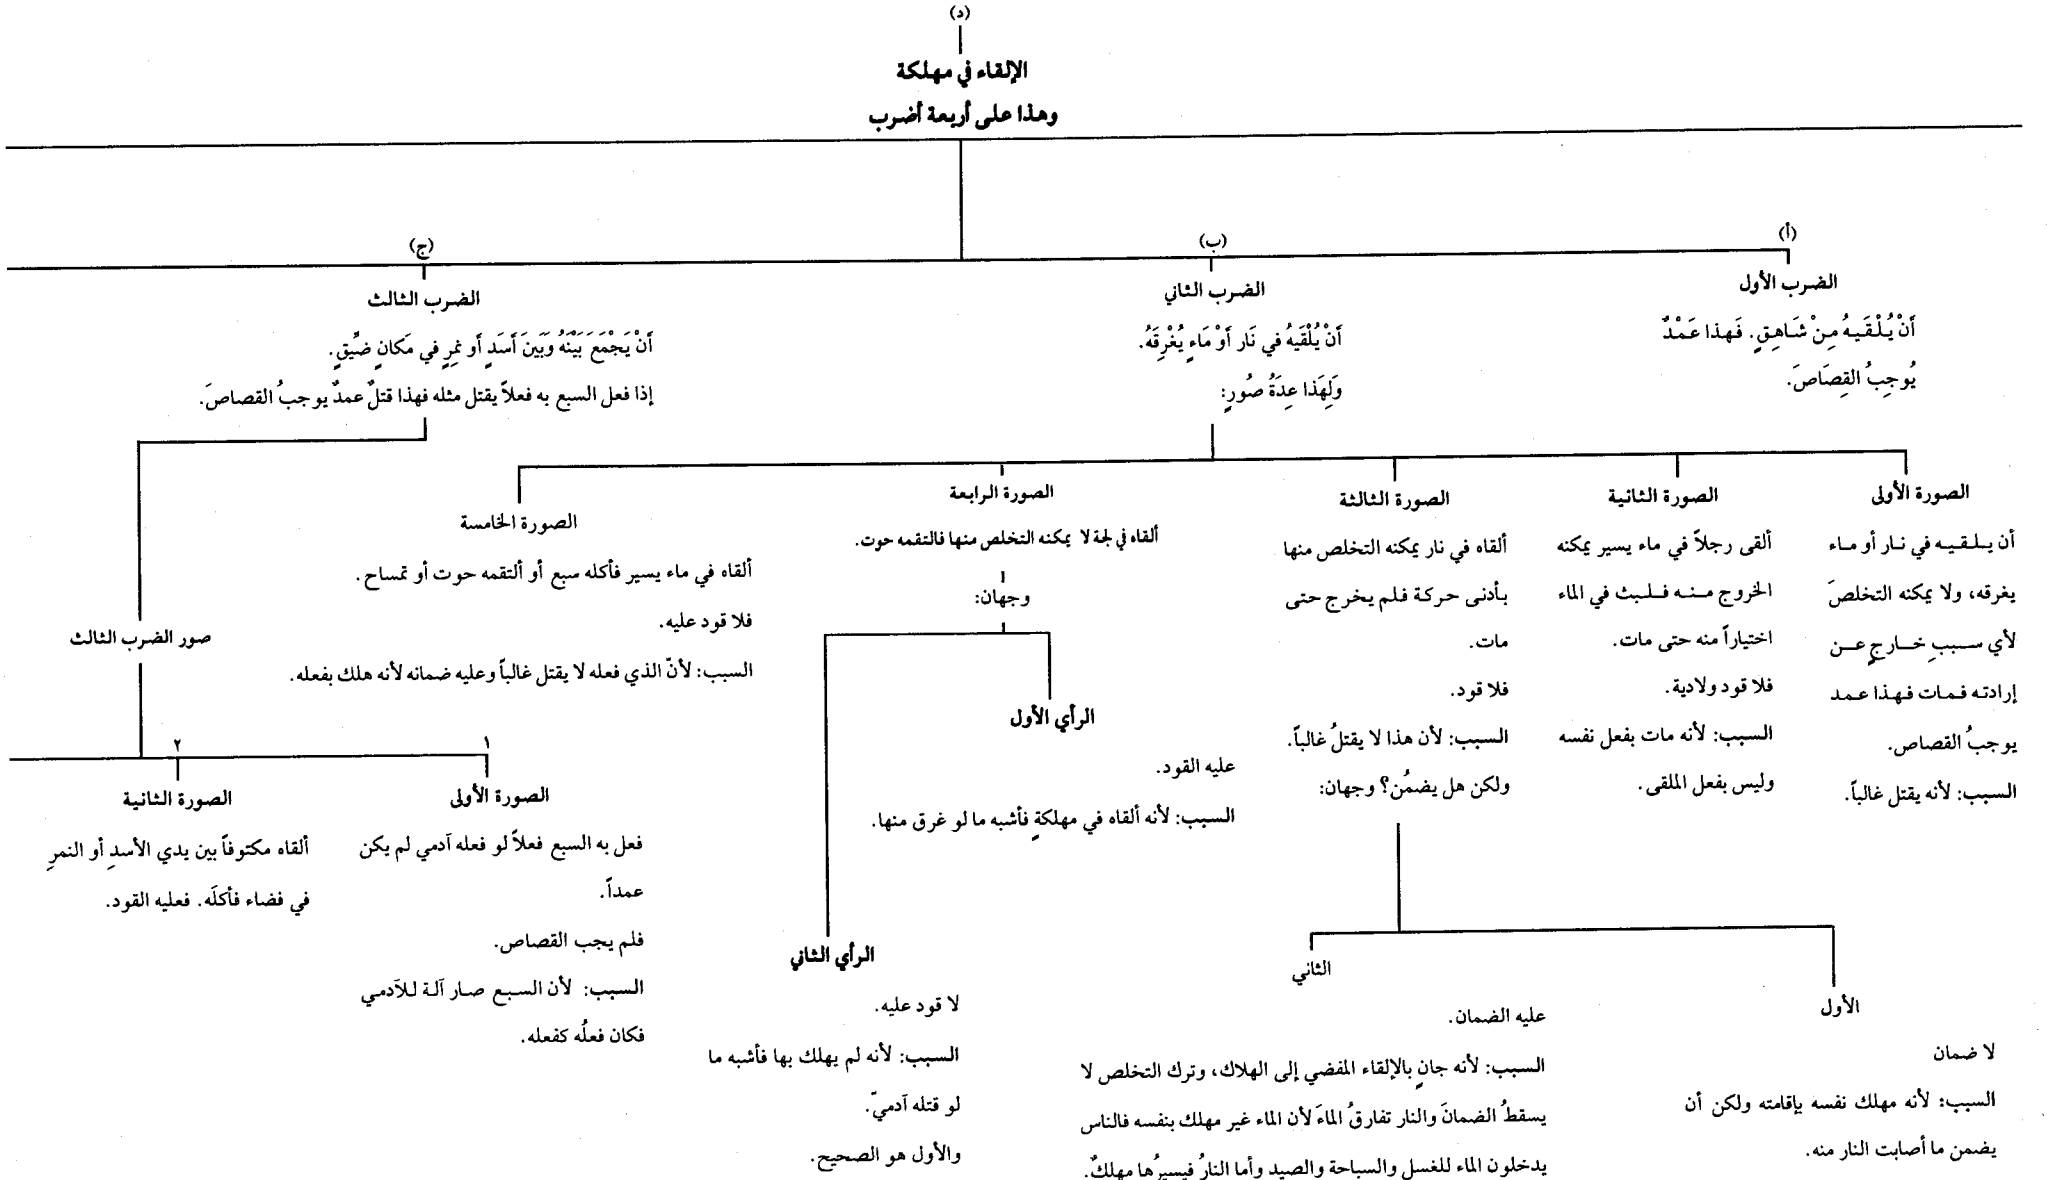 (د)
الإلقاء في مهلكة
وهذا على أربعة أضرب
(أ)
الضرب الأول
أَنْ يُلْقَيهُ مِنْ شَاهِقٍ. فَهذا عَمْدٌ
يُوجِبُ القِصَاصَ.
(ب)
الضرب الثاني
أَنْ يُلْقَيهُ في نَار أَوْ مَاءٍ يُغْرِقَهُ.
وَلِهَذا عِدَةُ صُورٍ:
الصورة الأولى
أن يلقيه في نار أو ماء
يغرقه، ولا يمكنه التخلصَ
لأي سببِ خارجٍ عن
إرادته فمات فهذا عمد
يوجبُ القصاص.
السبب: لأنه يقتل غالباً.
الصورة الثانية
ألقى رجلاً في ماء يسير يمكنه
الخروج منه فلبث في الماء
اختياراً منه حتى مات.
فلا قود ولادية.
السبب: لأنه مات بفعل نفسه
وليس بفعل الملقى.
الصورة الثالثة
ألقاه في نار يمكنه التخلص منها
بأدنى حركة فلم يخرج حتى
مات.
فلا قود.
السبب: لأن هذا لا يقتلُ غالباً.
ولكن هل يضمُن؟ وجهان:
الأول
لا ضمان
السبب: لأنه مهلك نفسه بإقامته ولكن أن
يضمن ما أصابت النار منه.
الثاني
عليه الضمان.
السبب: لأنه جانٍ بالإلقاء المفضي إلى الهلاك، وترك التخلص لا
يسقطُ الضمانَ والنار تفارقُ الماءَ لأن الماء غير مهلك بنفسه فالناس
يدخلون الماء للغسل والسباحة والصيد وأما النارُ فيسيرُها مهلكٌ.
الصورة الرابعة
ألقاه في لجة لا يمكنه التخلص منها فالتقمه حوت.
وجهان:
الرأي الأول
عليه القود.
السبب: لأنه ألقاه في مهلكةٍ فأشبه ما لو غرق منها.
الرأي الثاني
لا قود عليه.
السبب: لأنه لم يهلك بها فأشبه ما
لو قتله آدميّ.
والأول هو الصحيح.
الصورة الخامسة
ألقاه في ماء يسير فأكله سبع أو ألتقمه حوت أو تمساح.
فلا قود عليه.
السبب: لأنّ الذي فعله لا يقتل غالباً وعليه ضمانه لأنه هلك بفعله.
(ج)
الضرب الثالث
أَنْ يَجْمَعَ بَيْنَهُ وَبَينَ أَسَدٍ أَو نمِرٍ في مَكانٍ ضيِّقٍ.
إذا فعل السبع به فعلاً يقتل مثله فهذا قتلٌ عمدٌ يوجبُ القصاصَ.
صور الضرب الثالث
١
الصورة الأولى
فعل به السبع فعلاً لو فعله آدمي لم يكن
عمداً.
فلم يجب القصاص.
السبب: لأن السبع صار آلة للآدمي
فكان فعلُه كفعله.
٢
الصورة الثانية
ألقاه مكتوفاً بين يدي الأسدِ أو النمرِ
في فضاء فأكلَه. فعليه القود.